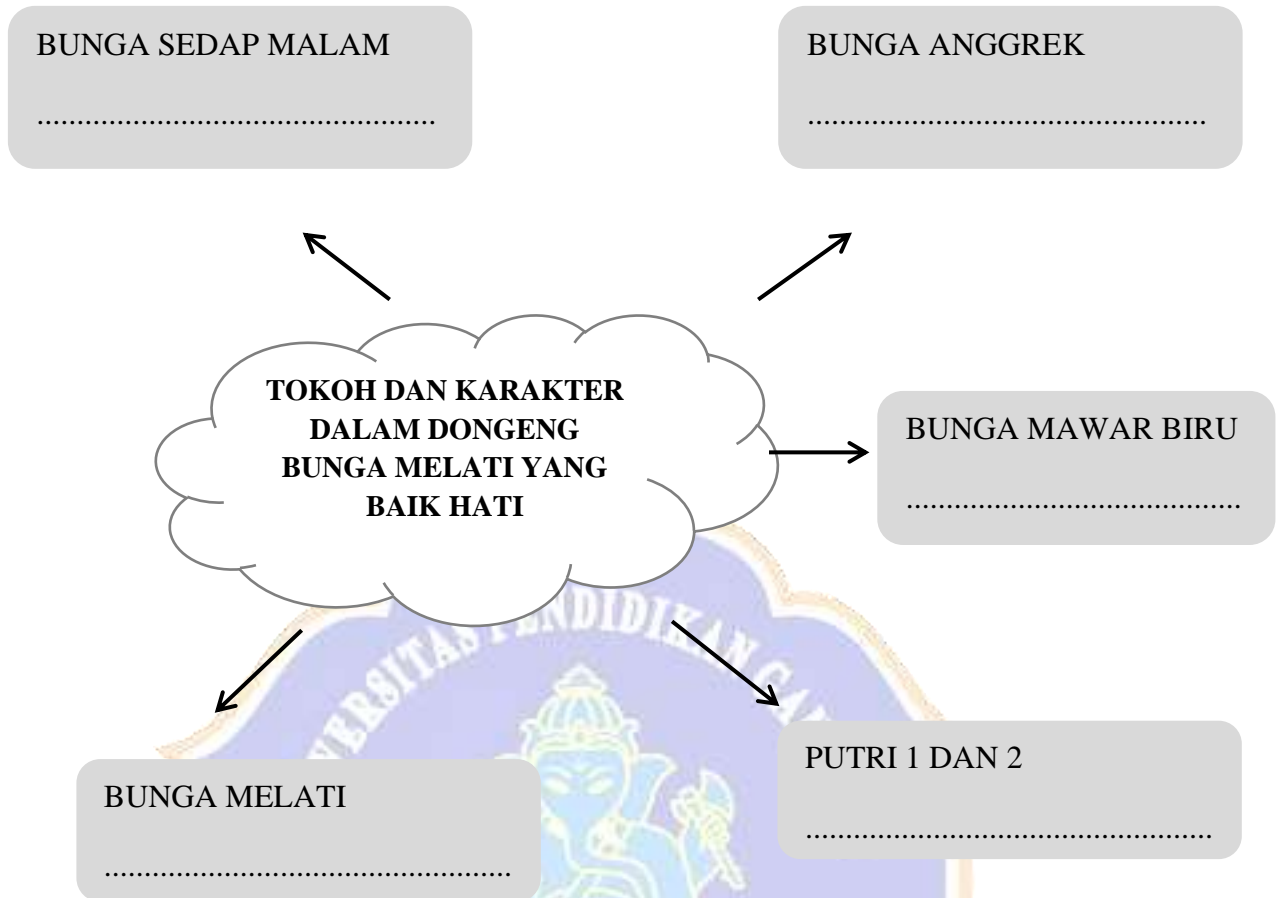 BUNGA SEDAP MALAM
.................................................
BUNGA ANGGREK
.................................................
TOKOH DAN KARAKTER
DALAM DONGENG
BUNGA MELATI YANG
BAIK HATI
BUNGA MAWAR BIRU
..........................................
PUTRI 1 DAN 2
..................................................
BUNGA MELATI
..................................................